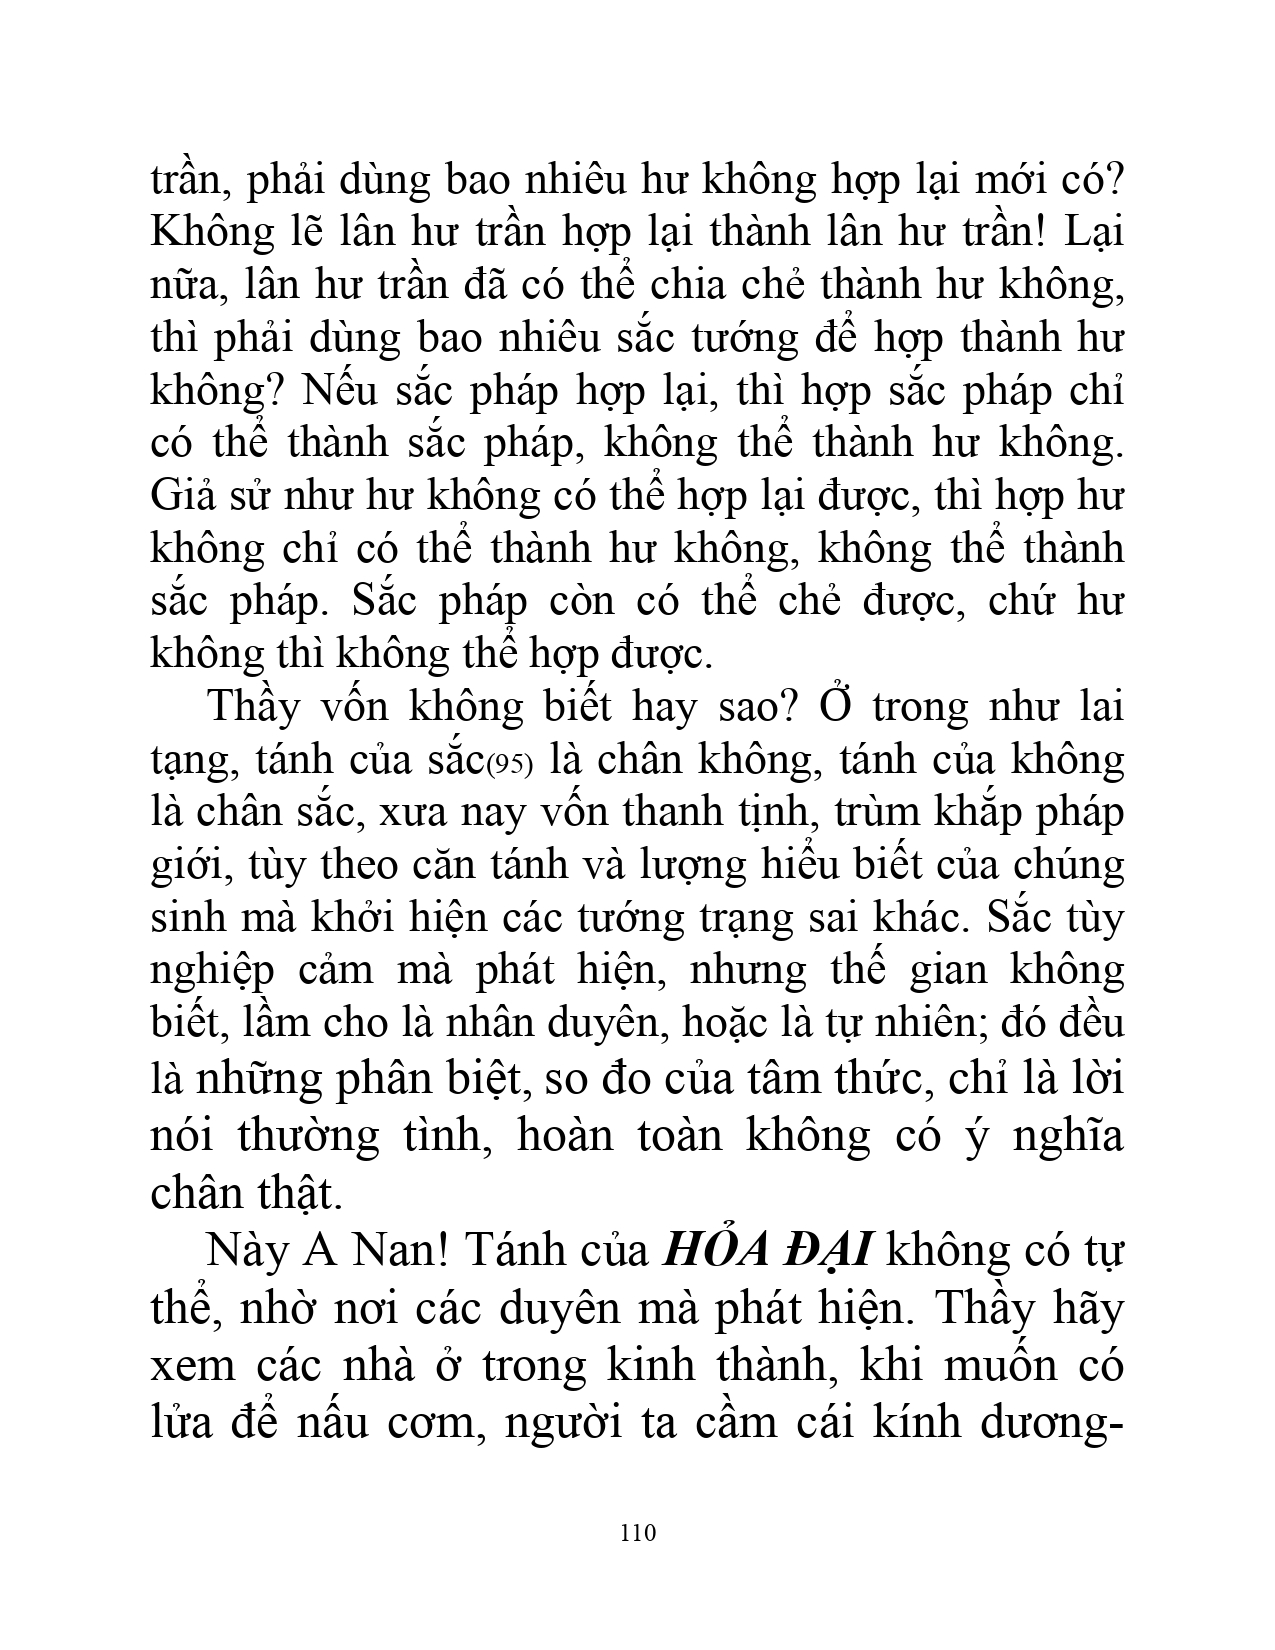 trần, phải dùng bao nhiêu hư không hợp lại mới có?
Không lẽ lân hư trần hợp lại thành lân hư trần! Lại
nữa, lân hư trần đã có thể chia chẻ thành hư không,
thì phải dùng bao nhiêu sắc tướng để hợp thành hư
không? Nếu sắc pháp hợp lại, thì hợp sắc pháp chỉ
có thể thành sắc pháp, không thể thành hư không.
Giả sử như hư không có thể hợp lại được, thì hợp hư
không chỉ có thể thành hư không, không thể thành
sắc pháp. Sắc pháp còn có thể chẻ được, chứ hư
không thì không thể hợp được.
Thầy vốn không biết hay sao? Ở trong như lai
tạng, tánh của sắc(95) là chân không, tánh của không
là chân sắc, xưa nay vốn thanh tịnh, trùm khắp pháp
giới, tùy theo căn tánh và lượng hiểu biết của chúng
sinh mà khởi hiện các tướng trạng sai khác. Sắc tùy
nghiệp cảm mà phát hiện, nhưng thế gian không
biết, lầm cho là nhân duyên, hoặc là tự nhiên; đó đều
là những phân biệt, so đo của tâm thức, chỉ là lời
nói thường tình, hoàn toàn không có ý nghĩa
chân thật.
Này A Nan! Tánh của HỎA ĐẠI không có tự
thể, nhờ nơi các duyên mà phát hiện. Thầy hãy
xem các nhà ở trong kinh thành, khi muốn có
lửa để nấu cơm, người ta cầm cái kính dương-
110